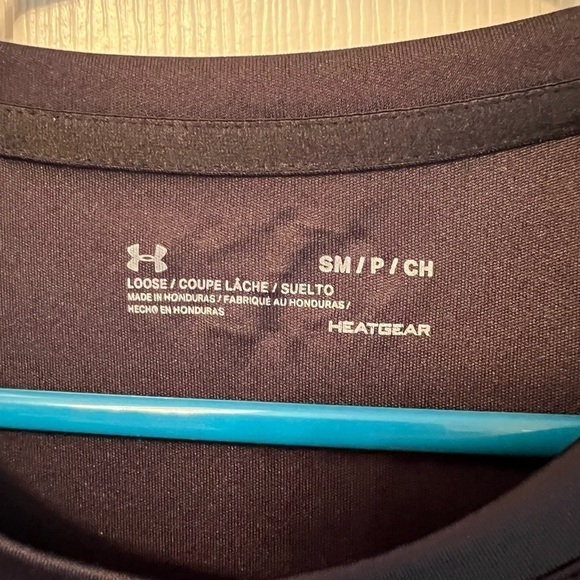 SM / P / CH
LOOSE / COUPE LÂCHE / SUELTO
MADE IN HONDURAS / FABRIQUÉ AU HONDURAS /
HECHO EN HONDURAS
HEATGEAR